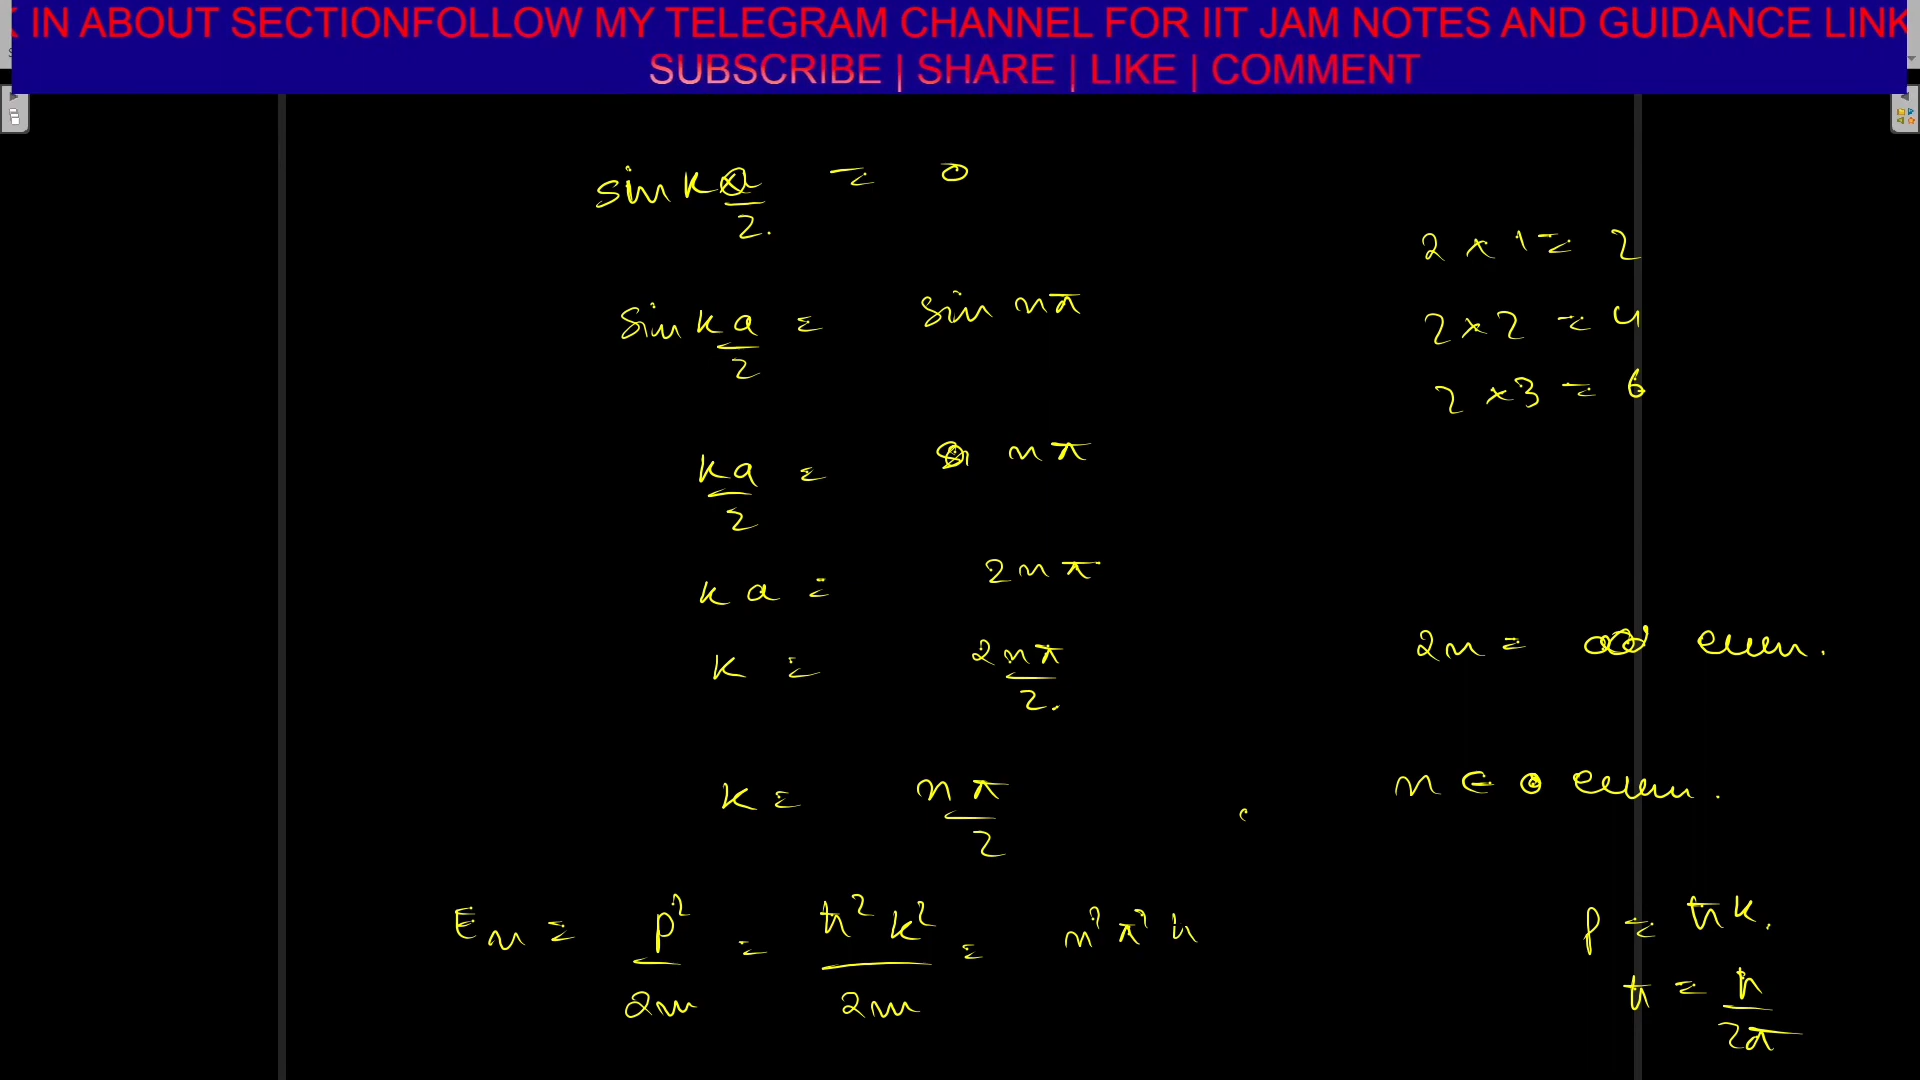 K IN ABOUT SECTIONFOLLOW MY TELEGRAM CHANNEL FOR IIT JAM NOTES AND GUIDANCE LINK
SUBSCRIBE | SHARE | LIKE | COMMENT
sin ka/2. = 0
sin ka/2 = sin nπ
ka/2 = nπ
ka = 2nπ
k = 2nπ/2.
k = nπ/2
En = p²/2m = ħ²k²/2m = n²π²h
2 × 1 = 2
2 × 2 = 4
2 × 3 = 6
2n = even.
n ∈ even.
p = ħk.
ħ = h/2π